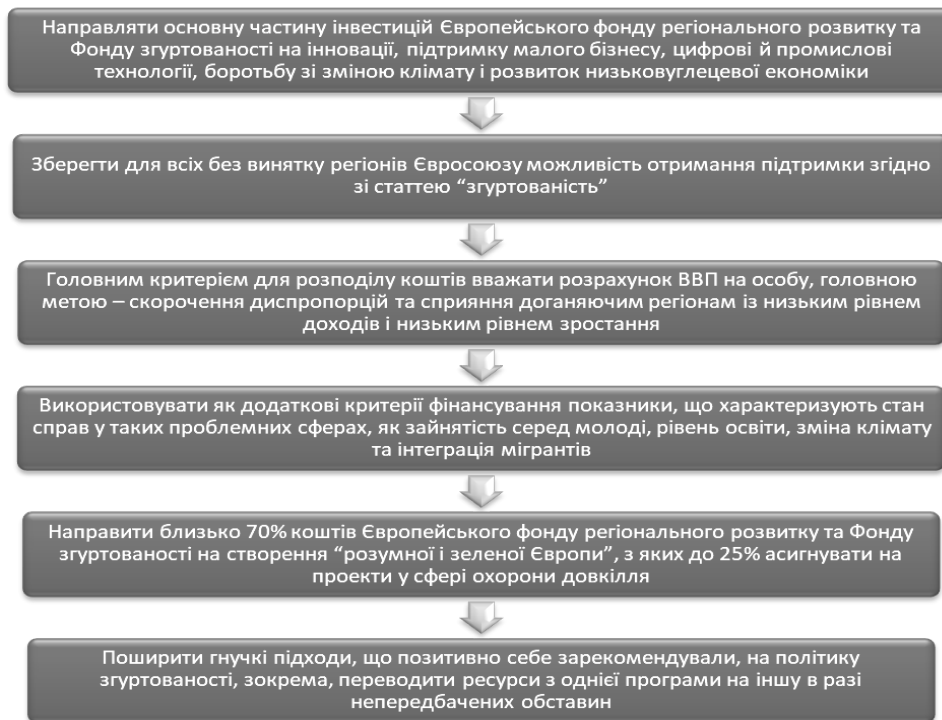 Направляти основну частину інвестицій Європейського фонду регіонального розвитку та
Фонду згуртованості на інновації, підтримку малого бізнесу, цифрові й промислові
технології, боротьбу зі зміною клімату і розвиток низьковуглецевої економіки
Зберегти для всіх без винятку регіонів Євросоюзу можливість отримання підтримки згідно
зі статтею “згуртованість”
Головним критерієм для розподілу коштів вважати розрахунок ВВП на особу, головною
метою – скорочення диспропорцій та сприяння доганяючим регіонам із низьким рівнем
доходів і низьким рівнем зростання
Використовувати як додаткові критерії фінансування показники, що характеризують стан
справ у таких проблемних сферах, як зайнятість серед молоді, рівень освіти, зміна клімату
та інтеграція мігрантів
Направити близько 70% коштів Європейського фонду регіонального розвитку та Фонду
згуртованості на створення “розумної і зеленої Європи”, з яких до 25% асигнувати на
проекти у сфері охорони довкілля
Поширити гнучкі підходи, що позитивно себе зарекомендували, на політику
згуртованості, зокрема, переводити ресурси з однієї програми на іншу в разі
непередбачених обставин